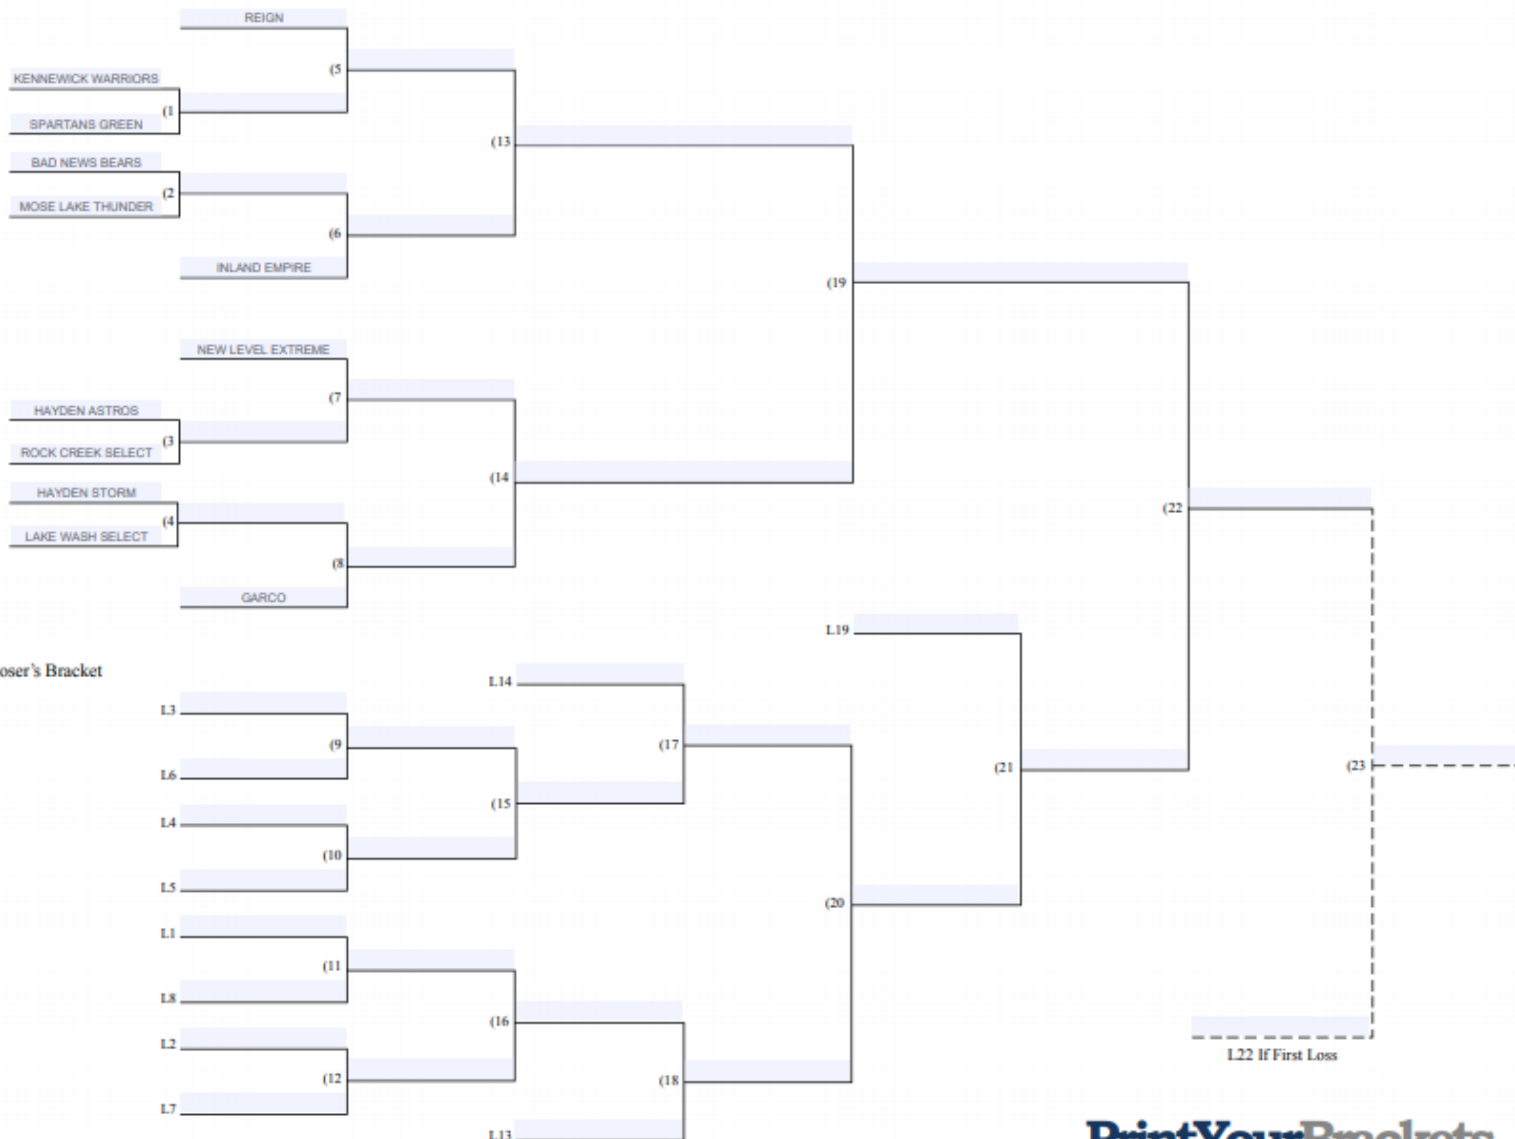 REIGN
(5
KENNEWICK WARRIORS
(1
SPARTANS GREEN
(13
BAD NEWS BEARS
(2
MOSE LAKE THUNDER
(6
INLAND EMPIRE
(19
NEW LEVEL EXTREME
(7
HAYDEN ASTROS
(3
ROCK CREEK SELECT
(14
HAYDEN STORM
(22
(4
LAKE WASH SELECT
(8
GARCO
L19
oser's Bracket
L14
L3
(9
(17
(21
(23
L6
(15
L4
(10
L5
(20
L1
(11
L8
(16
L2
L22 If First Loss
(12
(18
L7
L13
PrintYourBrackets